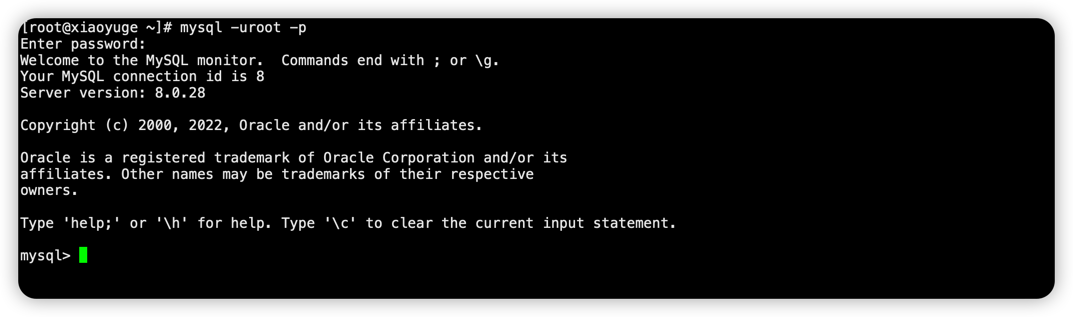 [root@xiaoyuge ~]# mysql -uroot -p
Enter password:
Welcome to the MySQL monitor.  Commands end with ; or \g.
Your MySQL connection id is 8
Server version: 8.0.28
Copyright (c) 2000, 2022, Oracle and/or its affiliates.
Oracle is a registered trademark of Oracle Corporation and/or its
affiliates. Other names may be trademarks of their respective
owners.
Type 'help;' or '\h' for help. Type '\c' to clear the current input statement.
mysql>